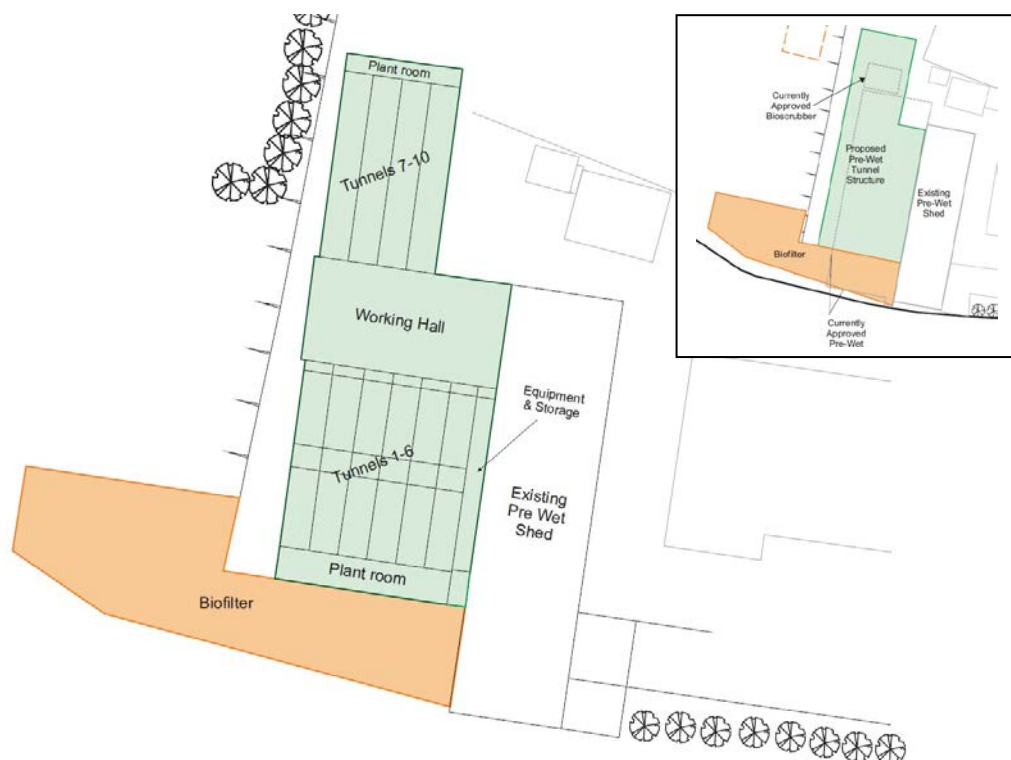 Plant room
Tunnels 7-10
Working Hall
Equipment
& Storage
Tunnels 1-6
Existing
Pre Wet
Shed
Plant room
Biofilter
Currently
Approved
Bioscrubber
Proposed
Pre-Wet
Tunnel
Structure
Existing
Pre-Wet
Shed
Biofilter
Currently
Approved
Pre-Wet